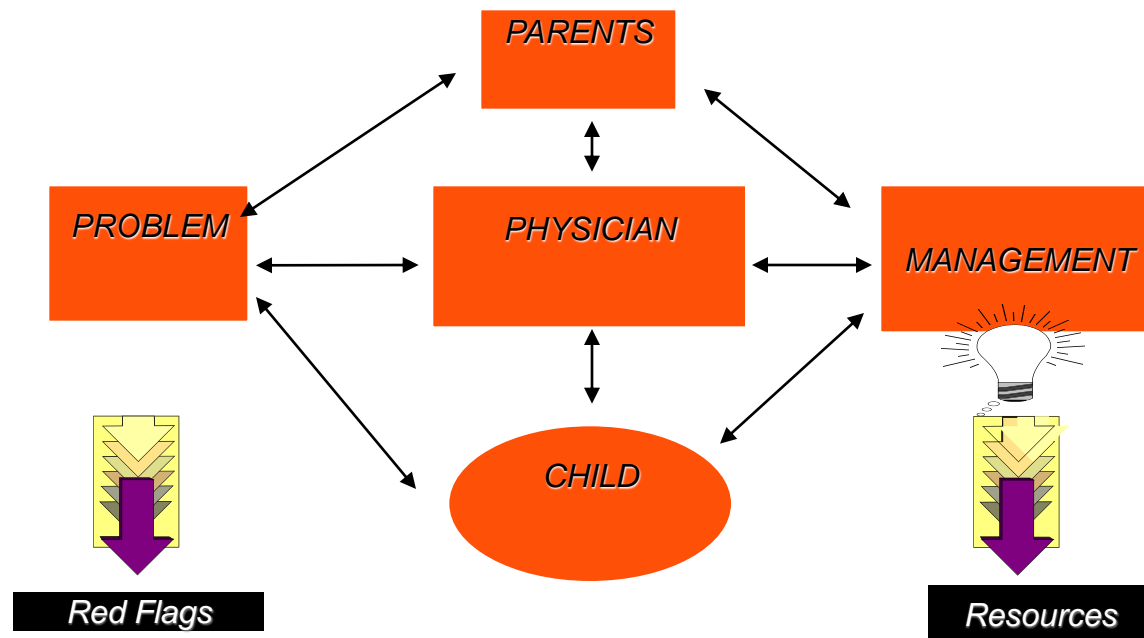 PARENTS
PROBLEM
PHYSICIAN
MANAGEMENT
CHILD
Red Flags
Resources